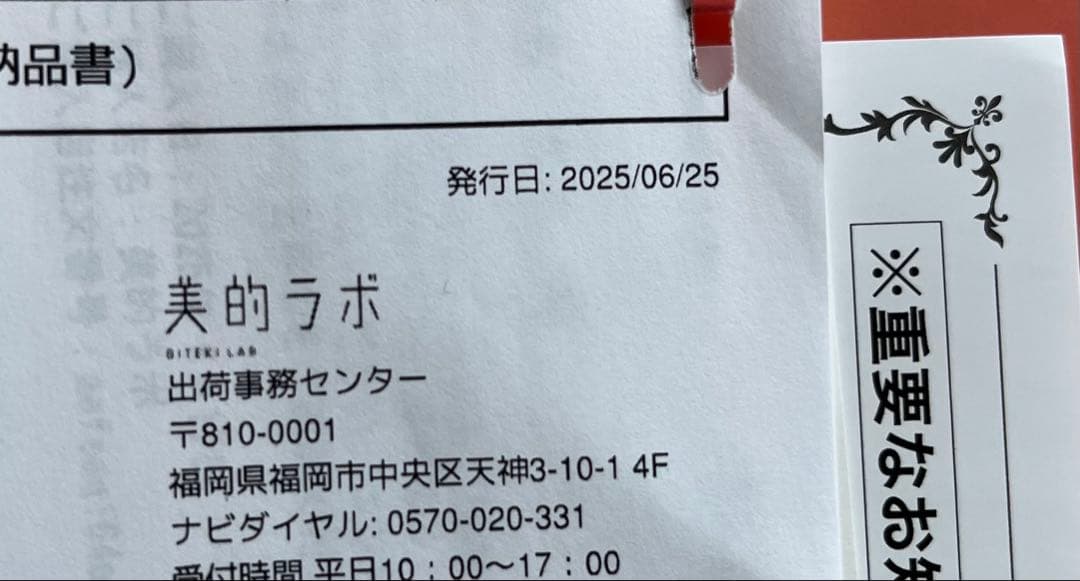 納品書)
発行日: 2025/06/25
美的ラボ
BITEKI LAB
出荷事務センター
〒810-0001
福岡県福岡市中央区天神3-10-1 4F
ナビダイヤル: 0570-020-331
受付時間 平日10：00〜17：00
※重要なお知